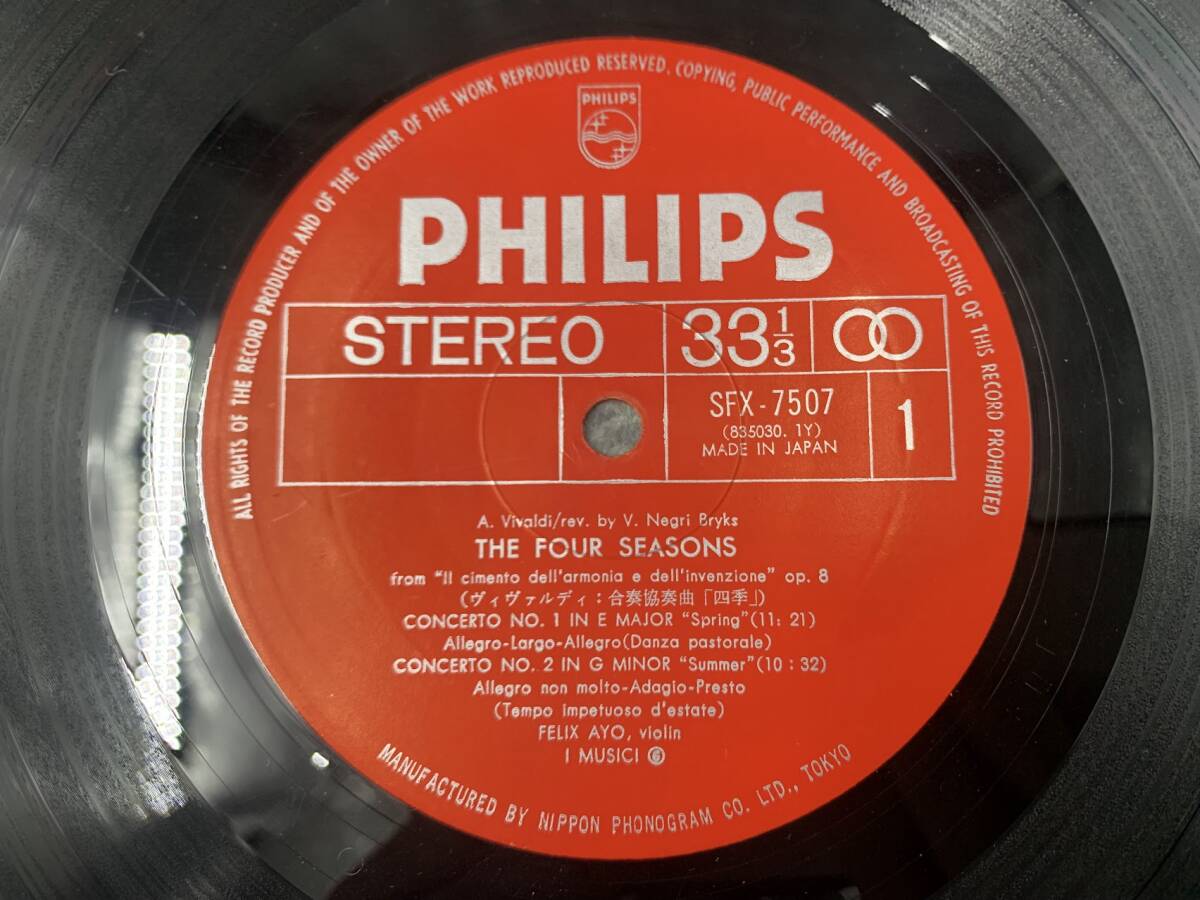 ALL RIGHTS OF THE RECORD PRODUCER AND OF THE OWNER OF THE WORK REPRODUCED RESERVED. COPYING, PUBLIC PERFORMANCE AND BROADCASTING OF THIS RECORD PROHIBITED
PHILIPS
PHILIPS
STEREO 33 1/3
SFX-7507
(835030. 1Y)
MADE IN JAPAN
1
A. Vivaldi/rev. by V. Negri Bryks
THE FOUR SEASONS
from "Il cimento dell'armonia e dell'invenzione" op. 8
(ヴィヴァルディ:合奏協奏曲「四季」)
CONCERTO NO. 1 IN E MAJOR "Spring"(11: 21)
Allegro-Largo-Allegro(Danza pastorale)
CONCERTO NO. 2 IN G MINOR "Summer"(10 : 32)
Allegro non molto-Adagio-Presto
(Tempo impetuoso d'estate)
FELIX AYO, violin
I MUSICI ⑥
MANUFACTURED BY NIPPON PHONOGRAM CO. LTD., TOKYO